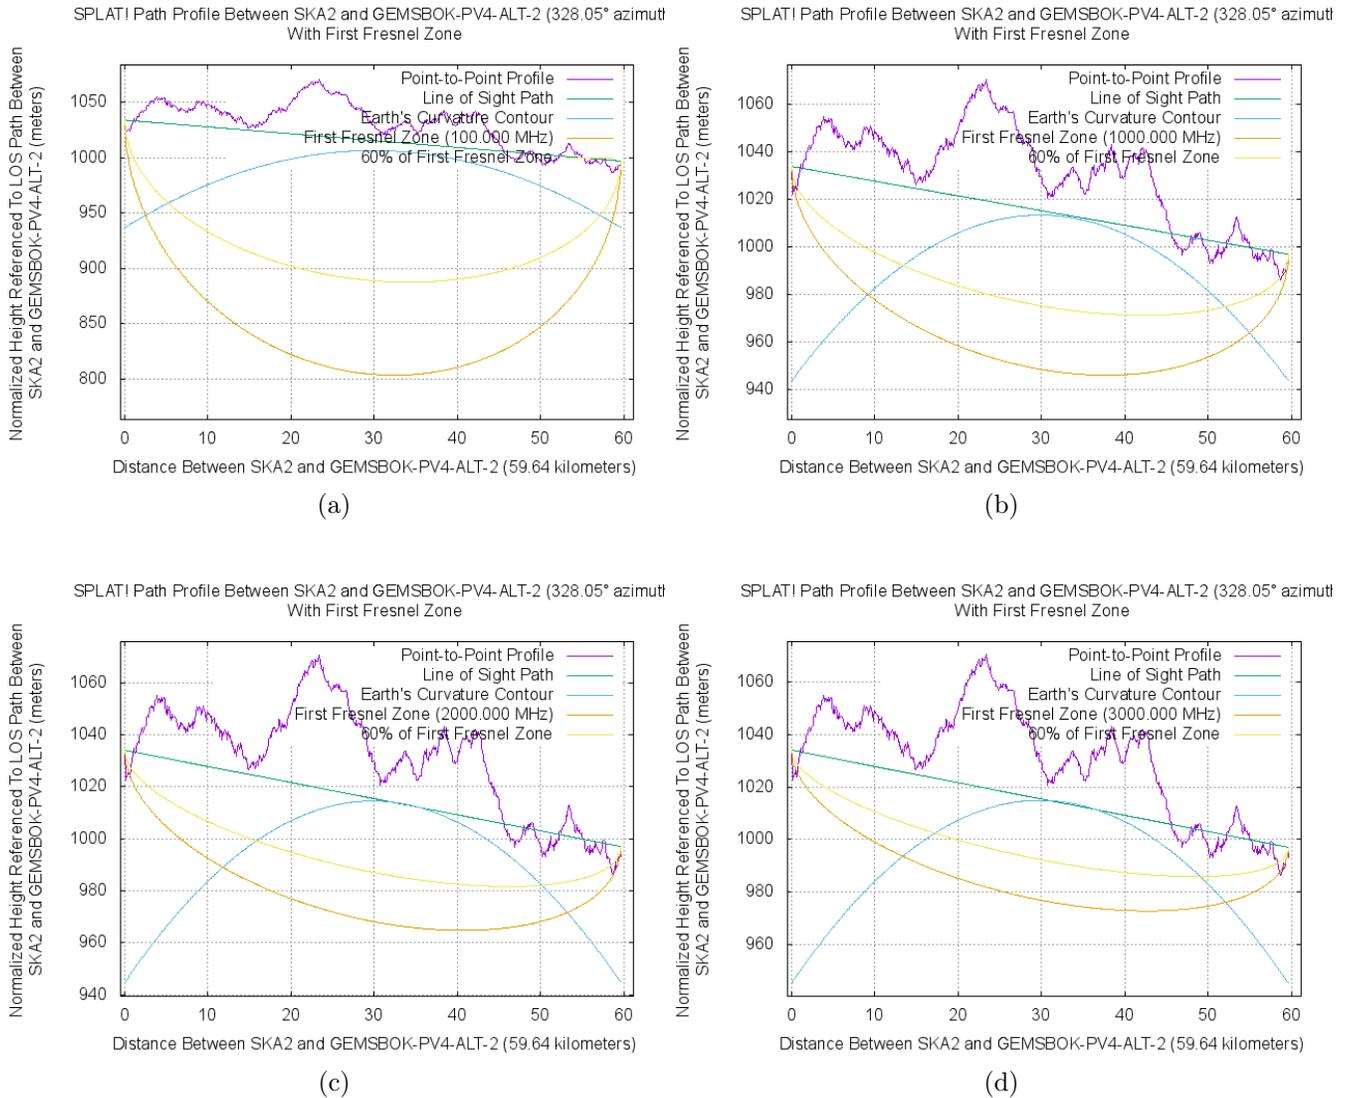 SPLAT! Path Profile Between SKA2 and GEMSBOK-PV4-ALT-2 (328.05° azimuth
With First Fresnel Zone
Normalized Height Referenced To LOS Path Between
SKA2 and GEMSBOK-PV4-ALT-2 (meters)
Point-to-Point Profile
Line of Sight Path
Earth's Curvature Contour
First Fresnel Zone (100.000 MHz)
60% of First Fresnel Zone
1050
1000
950
900
850
800
0 10 20 30 40 50 60
Distance Between SKA2 and GEMSBOK-PV4-ALT-2 (59.64 kilometers)
(a)
SPLAT! Path Profile Between SKA2 and GEMSBOK-PV4-ALT-2 (328.05° azimuth
With First Fresnel Zone
Normalized Height Referenced To LOS Path Between
SKA2 and GEMSBOK-PV4-ALT-2 (meters)
Point-to-Point Profile
Line of Sight Path
Earth's Curvature Contour
First Fresnel Zone (1000.000 MHz)
60% of First Fresnel Zone
1060
1040
1020
1000
980
960
940
0 10 20 30 40 50 60
Distance Between SKA2 and GEMSBOK-PV4-ALT-2 (59.64 kilometers)
(b)
SPLAT! Path Profile Between SKA2 and GEMSBOK-PV4-ALT-2 (328.05° azimuth
With First Fresnel Zone
Normalized Height Referenced To LOS Path Between
SKA2 and GEMSBOK-PV4-ALT-2 (meters)
Point-to-Point Profile
Line of Sight Path
Earth's Curvature Contour
First Fresnel Zone (2000.000 MHz)
60% of First Fresnel Zone
1060
1040
1020
1000
980
960
940
0 10 20 30 40 50 60
Distance Between SKA2 and GEMSBOK-PV4-ALT-2 (59.64 kilometers)
(c)
SPLAT! Path Profile Between SKA2 and GEMSBOK-PV4-ALT-2 (328.05° azimuth
With First Fresnel Zone
Normalized Height Referenced To LOS Path Between
SKA2 and GEMSBOK-PV4-ALT-2 (meters)
Point-to-Point Profile
Line of Sight Path
Earth's Curvature Contour
First Fresnel Zone (3000.000 MHz)
60% of First Fresnel Zone
1060
1040
1020
1000
980
960
0 10 20 30 40 50 60
Distance Between SKA2 and GEMSBOK-PV4-ALT-2 (59.64 kilometers)
(d)